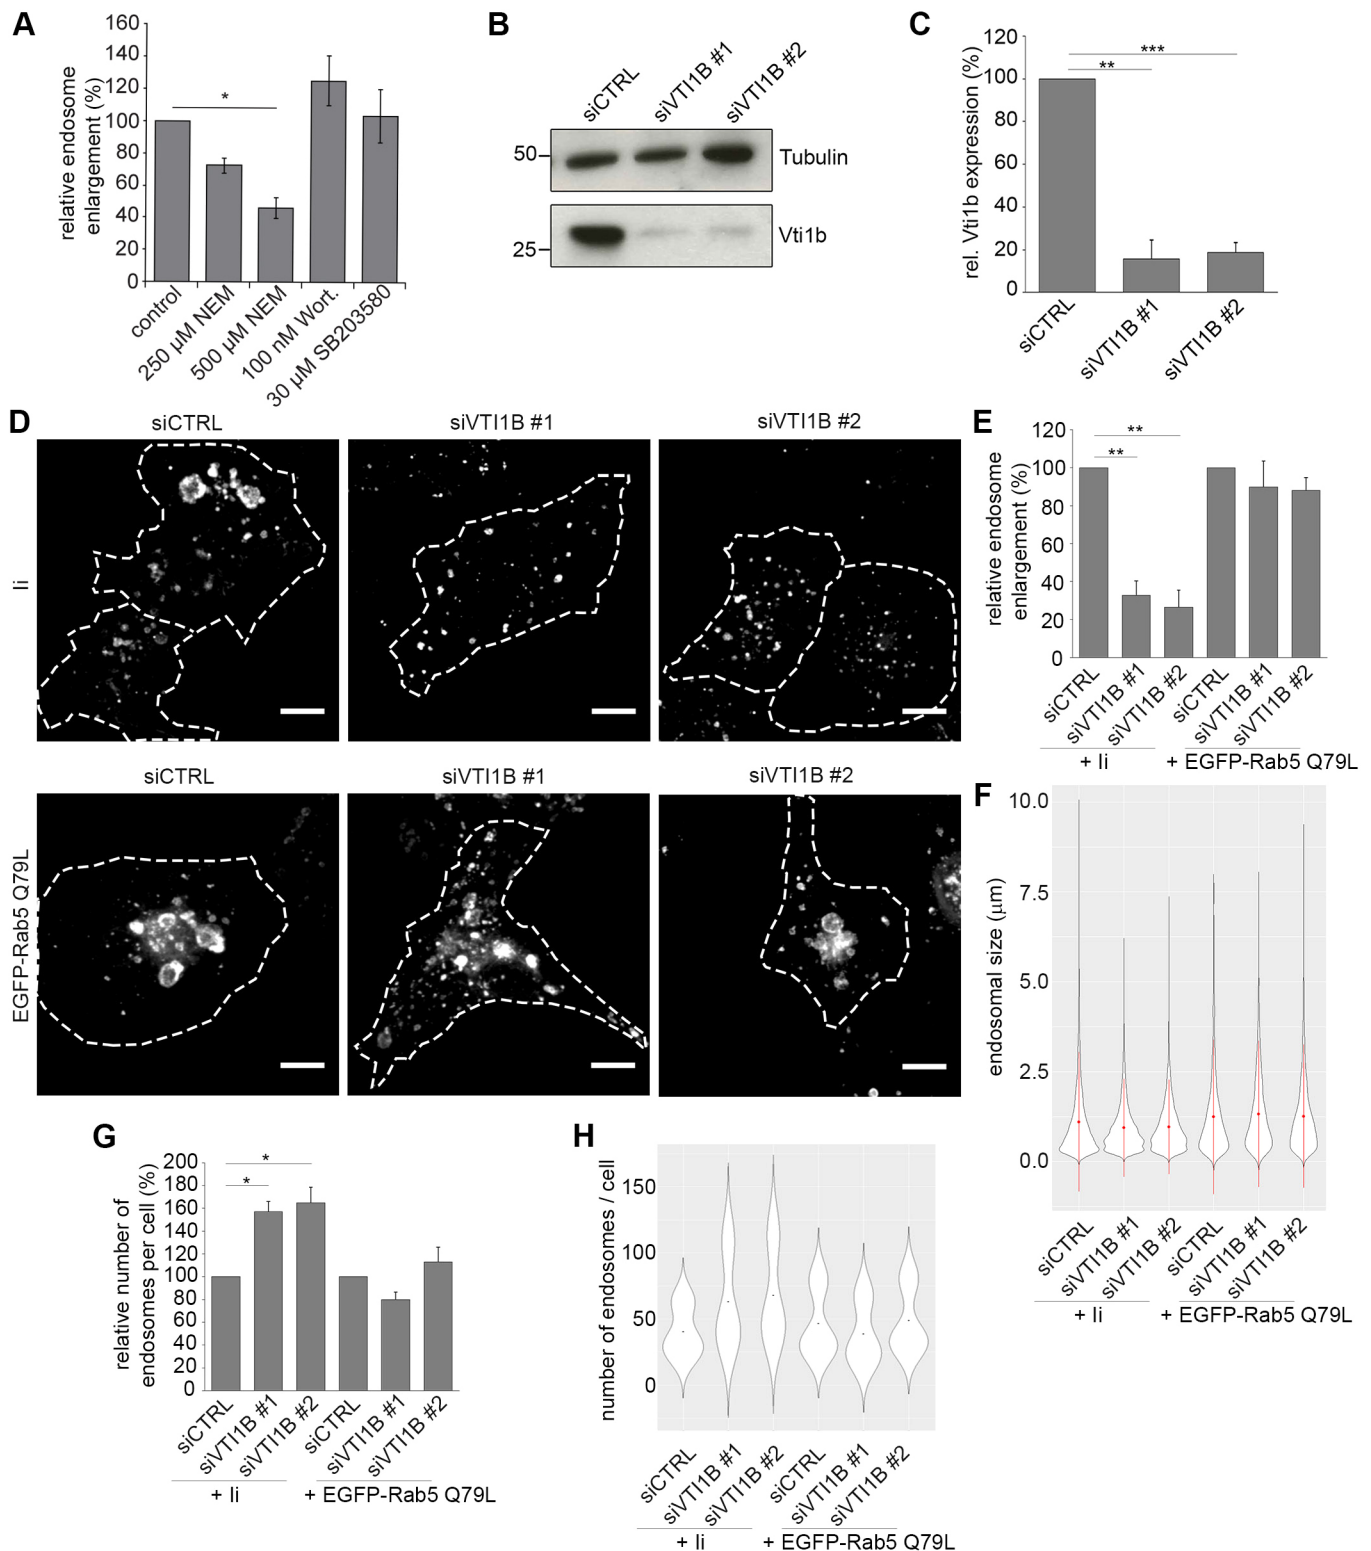 A
relative endosome
enlargement (%)
160
140
120
100
80
60
40
20
0
*
control
250 µM NEM
500 µM NEM
100 nM Wort.
30 µM SB203580
B
siCTRL
siVTI1B #1
siVTI1B #2
50
Tubulin
25
Vti1b
C
rel. Vti1b expression (%)
120
100
80
60
40
20
0
***
**
siCTRL
siVTI1B #1
siVTI1B #2
D
siCTRL
siVTI1B #1
siVTI1B #2
Ii
siCTRL
siVTI1B #1
siVTI1B #2
EGFP-Rab5 Q79L
E
relative endosome
enlargement (%)
120
100
80
60
40
20
0
**
**
siCTRL
siVTI1B #1
siVTI1B #2
siCTRL
siVTI1B #1
siVTI1B #2
+ Ii
+ EGFP-Rab5 Q79L
F
endosomal size (µm)
10.0
7.5
5.0
2.5
0.0
siCTRL
siVTI1B #1
siVTI1B #2
siCTRL
siVTI1B #1
siVTI1B #2
+ Ii
+ EGFP-Rab5 Q79L
G
relative number of
endosomes per cell (%)
200
180
160
140
120
100
80
60
40
20
0
*
*
siCTRL
siVTI1B #1
siVTI1B #2
siCTRL
siVTI1B #1
siVTI1B #2
+ Ii
+ EGFP-Rab5 Q79L
H
number of endosomes / cell
150
100
50
0
siCTRL
siVTI1B #1
siVTI1B #2
siCTRL
siVTI1B #1
siVTI1B #2
+ Ii
+ EGFP-Rab5 Q79L